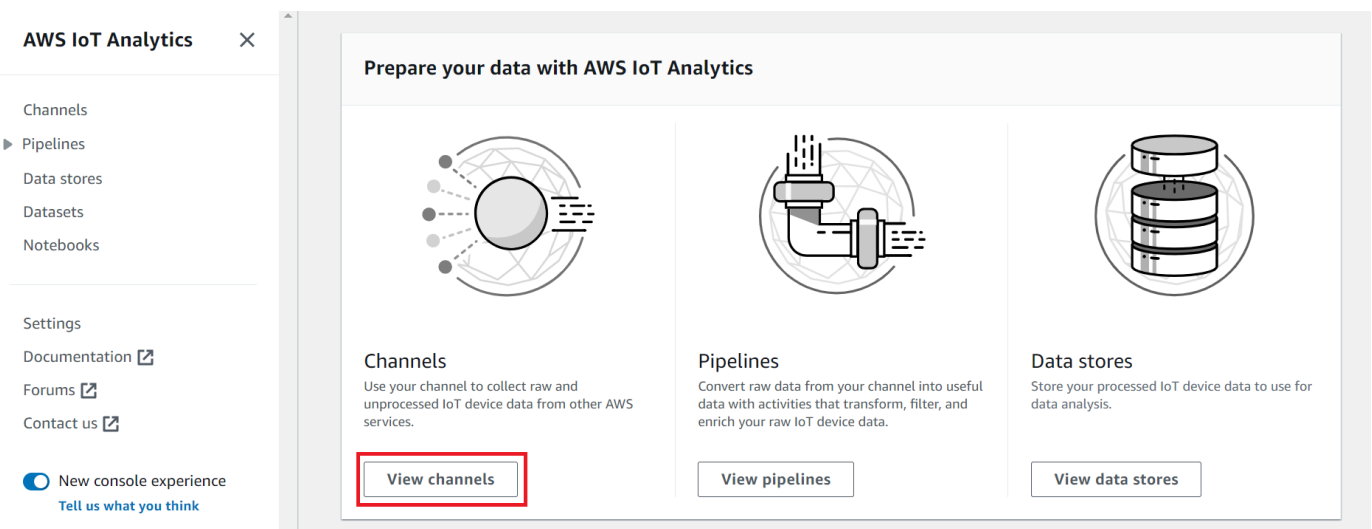 AWS IoT Analytics
Channels
Pipelines
Data stores
Datasets
Notebooks
Settings
Documentation
Forums
Contact us
New console experience
Tell us what you think
Prepare your data with AWS IoT Analytics
Channels
Use your channel to collect raw and
unprocessed IoT device data from other AWS
services.
View channels
Pipelines
Convert raw data from your channel into useful
data with activities that transform, filter, and
enrich your raw IoT device data.
View pipelines
Data stores
Store your processed IoT device data to use for
data analysis.
View data stores